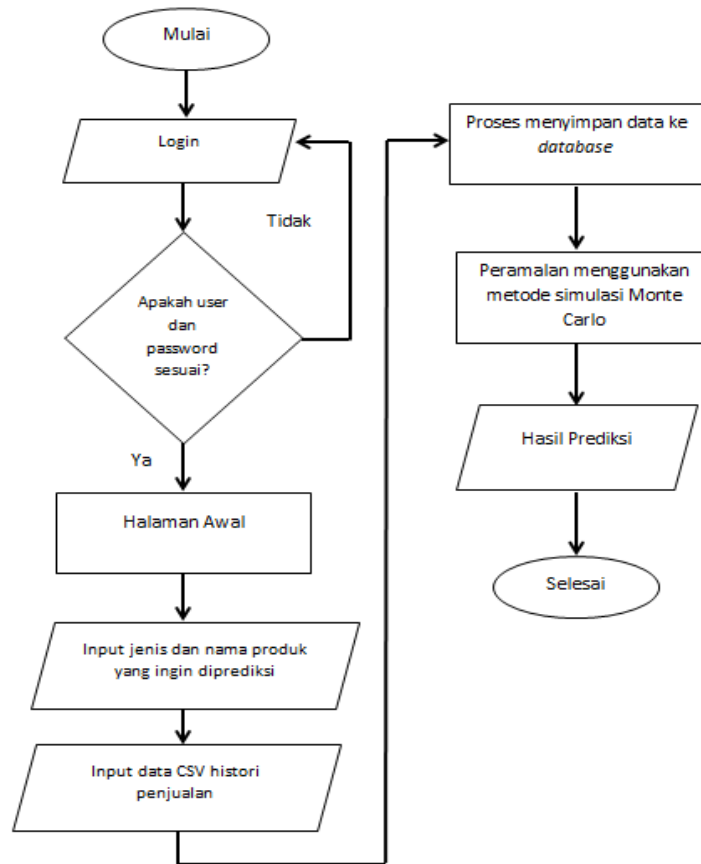 Mulai
Login
Tidak
Apakah user
dan
password
sesuai?
Ya
Halaman Awal
Input jenis dan nama produk
yang ingin diprediksi
Input data CSV histori
penjualan
Proses menyimpan data ke
database
Peramalan menggunakan
metode simulasi Monte
Carlo
Hasil Prediksi
Selesai